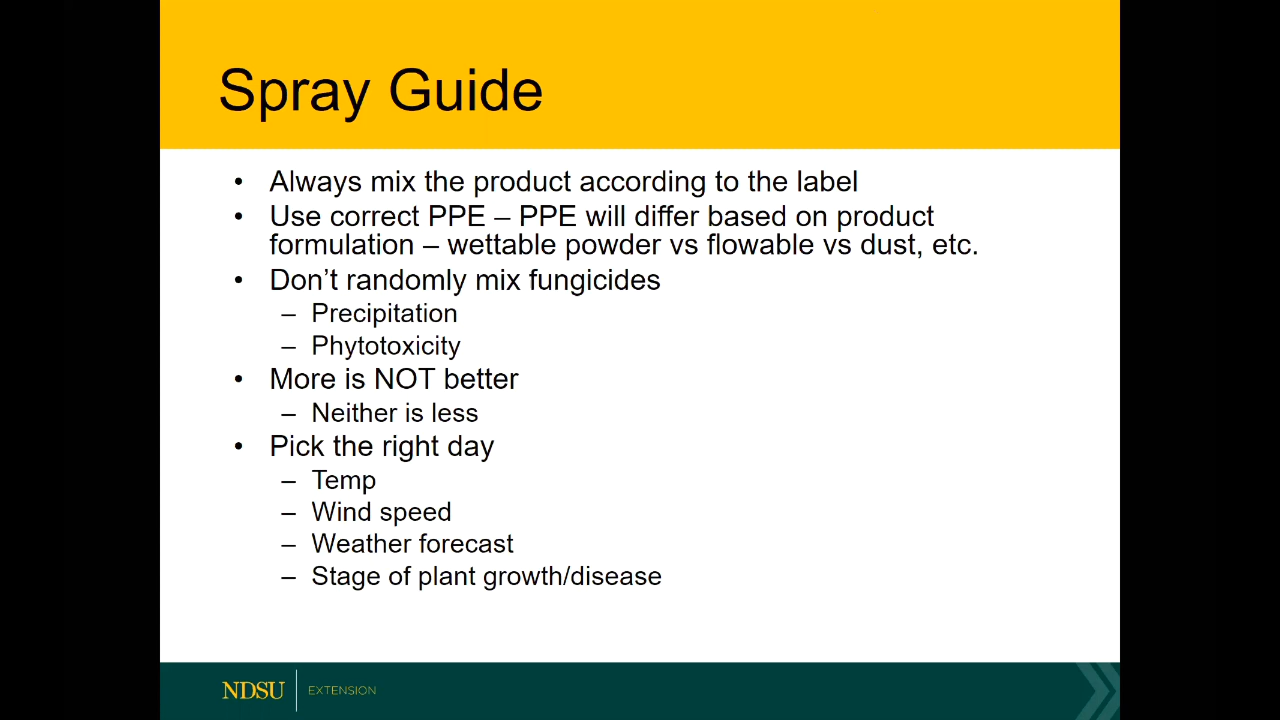 Spray Guide
• Always mix the product according to the label
• Use correct PPE – PPE will differ based on product
formulation – wettable powder vs flowable vs dust, etc.
• Don’t randomly mix fungicides
– Precipitation
– Phytotoxicity
• More is NOT better
– Neither is less
• Pick the right day
– Temp
– Wind speed
– Weather forecast
– Stage of plant growth/disease
NDSU EXTENSION